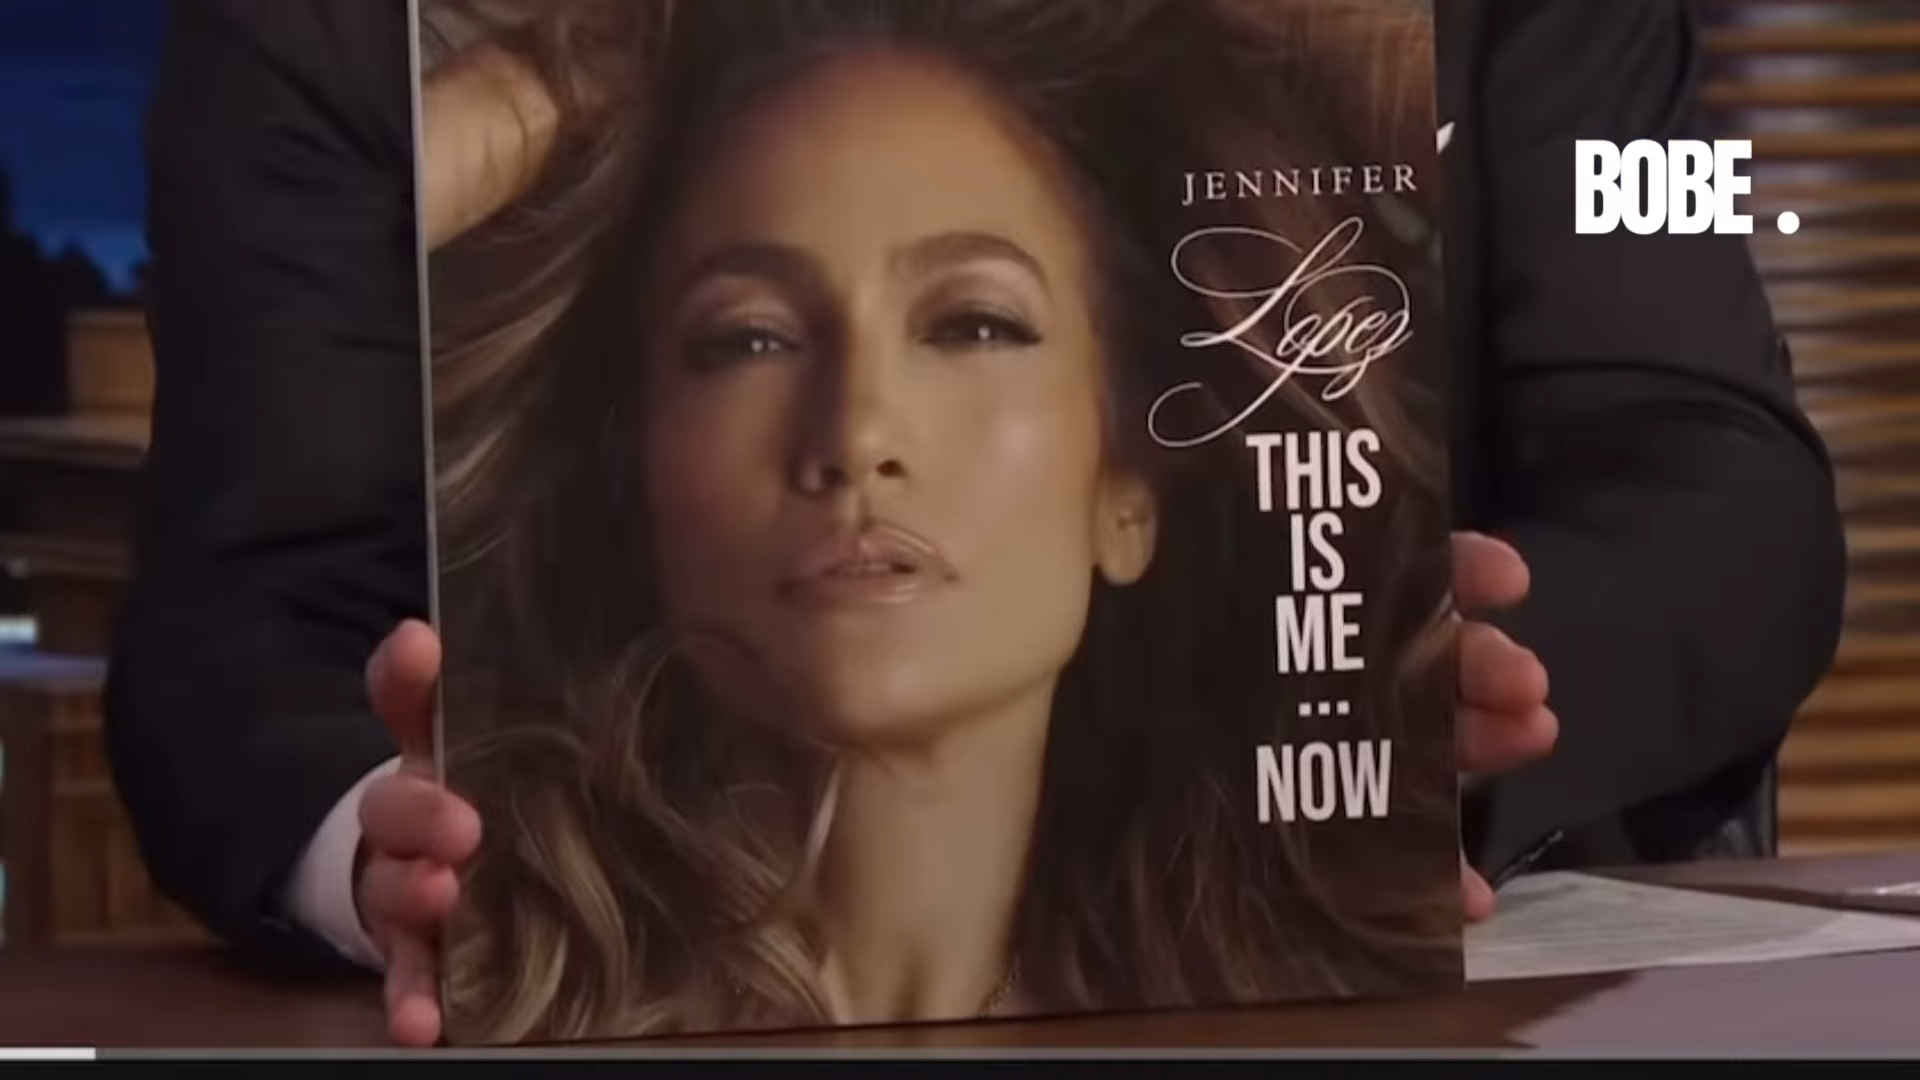 JENNIFER
Lopez
THIS
IS
ME
...
NOW
BOBE .